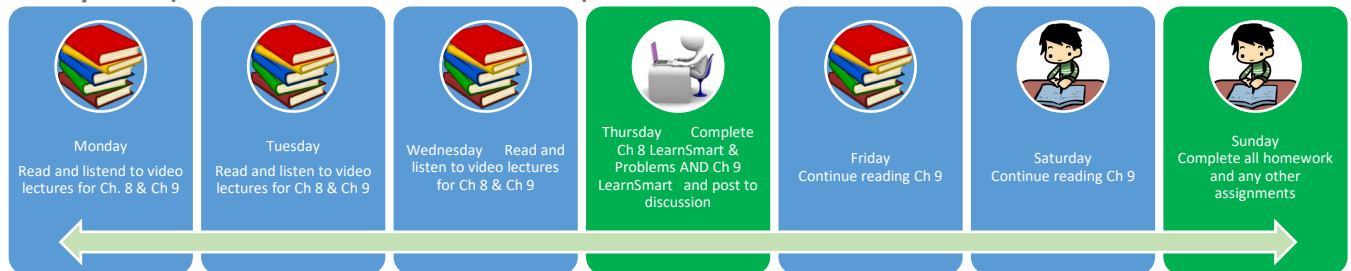 Monday
Read and listend to video
lectures for Ch. 8 & Ch 9
Tuesday
Read and listen to video
lectures for Ch 8 & Ch 9
Wednesday Read and
listen to video lectures
for Ch 8 & Ch 9
Thursday Complete
Ch 8 LearnSmart &
Problems AND Ch 9
LearnSmart and post to
discussion
Friday
Continue reading Ch 9
Saturday
Continue reading Ch 9
Sunday
Complete all homework
and any other
assignments